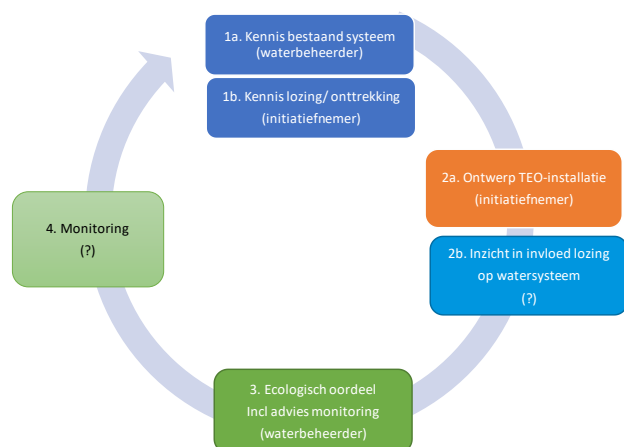 1a. Kennis bestaand systeem
(waterbeheerder)
1b. Kennis lozing/ onttrekking
(initiatiefnemer)
2a. Ontwerp TEO-installatie
(initiatiefnemer)
2b. Inzicht in invloed lozing
op watersysteem
(?)
3. Ecologisch oordeel
Incl advies monitoring
(waterbeheerder)
4. Monitoring
(?)